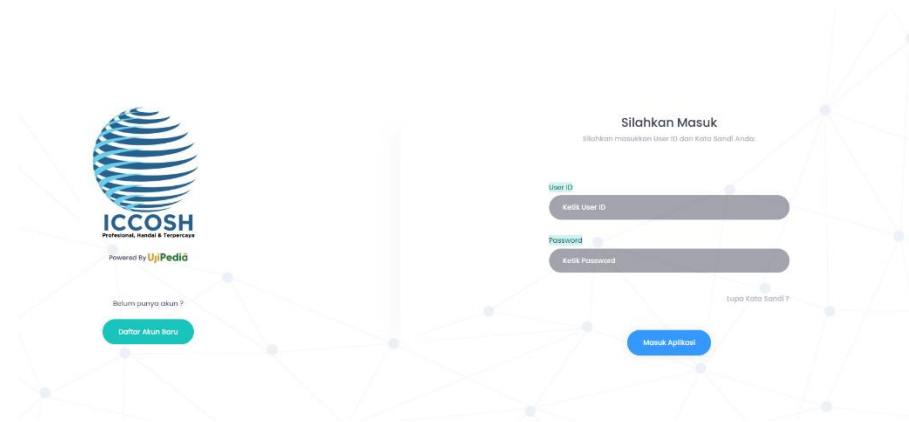 ICCOSH
Profesional, Handal & Terpercaya
Powered By UjiPedia
Belum punya akun ?
Daftar Akun Baru
Silahkan Masuk
Silahkan masukkan User ID dan Kata Sandi Anda:
User ID
Ketik User ID
Password
Ketik Password
Lupa Kata Sandi ?
Masuk Aplikasi